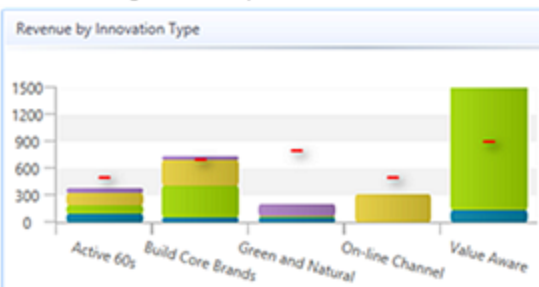 Revenue by Innovation Type
1500
1200
900
600
300
0
Active 60s
Build Core Brands
Green and Natural
On-line Channel
Value Aware